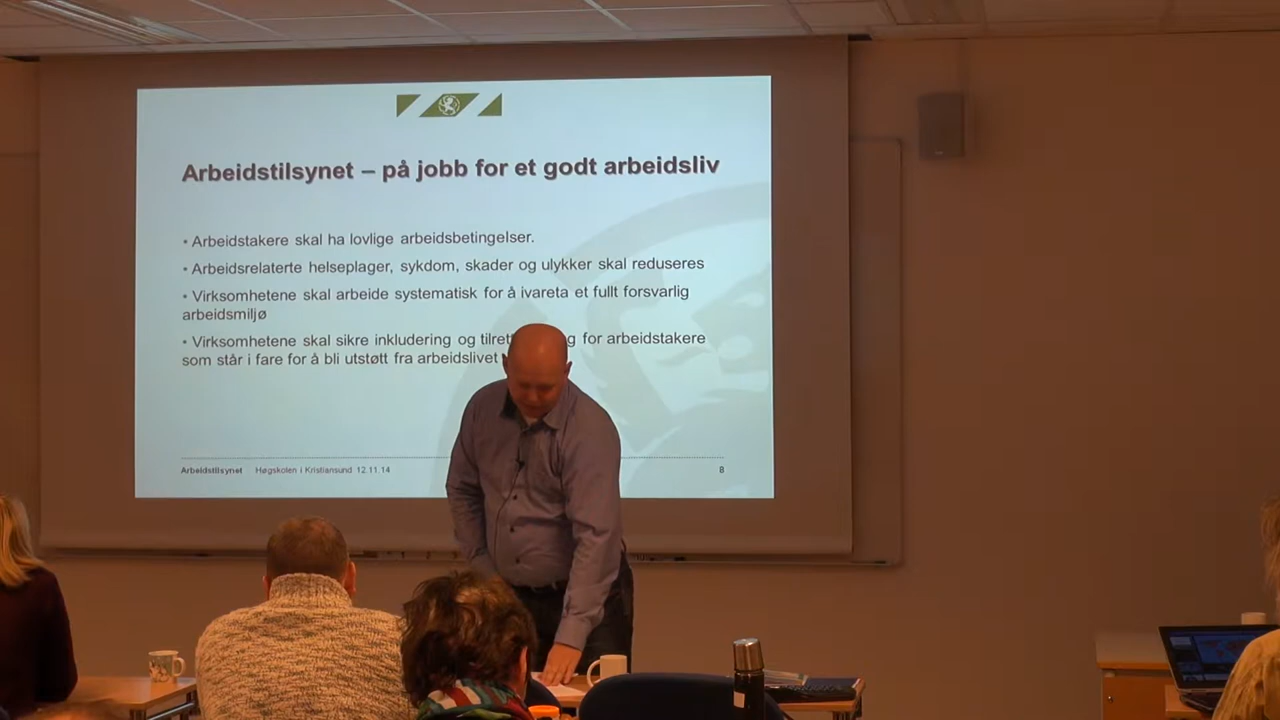 Arbeidstilsynet – på jobb for et godt arbeidsliv
• Arbeidstakere skal ha lovlige arbeidsbetingelser.
• Arbeidsrelaterte helseplager, sykdom, skader og ulykker skal reduseres
• Virksomhetene skal arbeide systematisk for å ivareta et fullt forsvarlig
arbeidsmiljø
• Virksomhetene skal sikre inkludering og for arbeidstakere
som står i fare for å bli utstøtt fra arbeidslivet
Arbeidstilsynet Høgskolen i Kristiansund 12.11.14 8